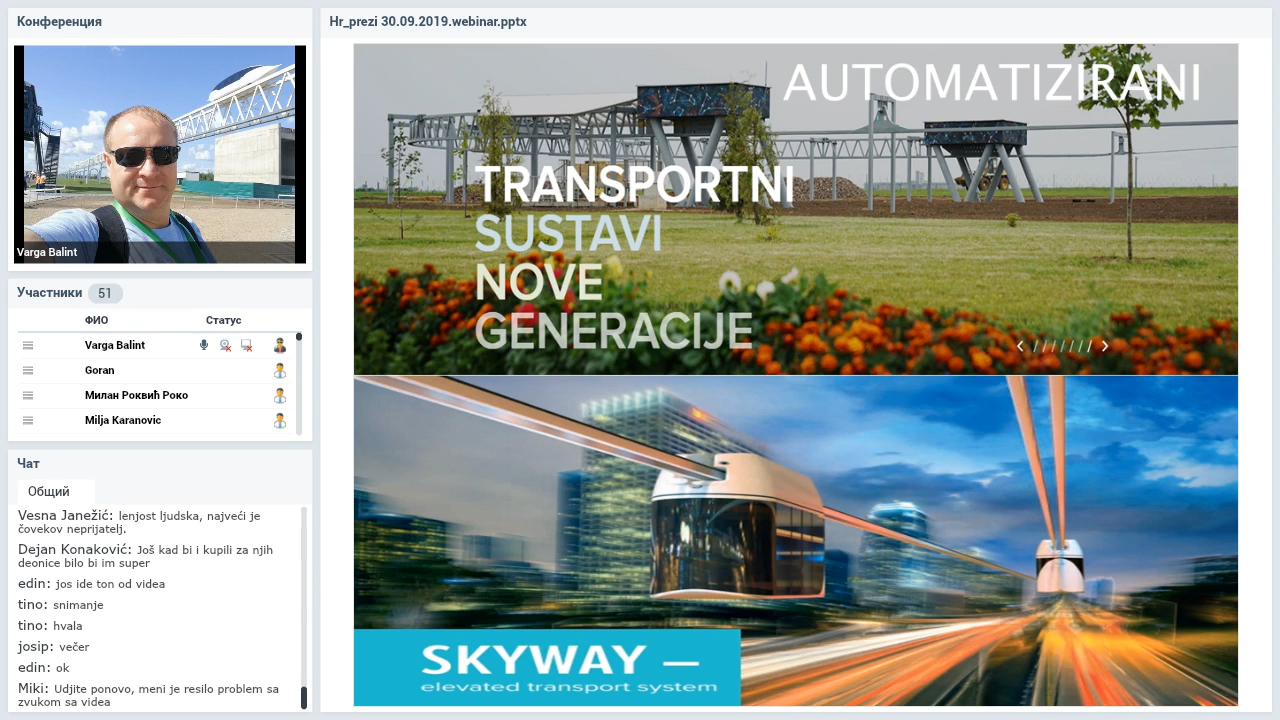 Конференция
Varga Balint
Участники 51
ФИО Статус
Varga Balint
Goran
Милан Роквић Роко
Milja Karanovic
Чат
Общий
Vesna Janežić: lenjost ljudska, najveći je
čovekov neprijatelj.
Dejan Konaković: Još kad bi i kupili za njih
deonice bilo bi im super
edin: jos ide ton od videa
tino: snimanje
tino: hvala
josip: večer
edin: ok
Miki: Udjite ponovo, meni je resilo problem sa
zvukom sa videa
Hr_prezi 30.09.2019.webinar.pptx
AUTOMATIZIRANI
TRANSPORTNI
SUSTAVI
NOVE
GENERACIJE
SKYWAY —
elevated transport system